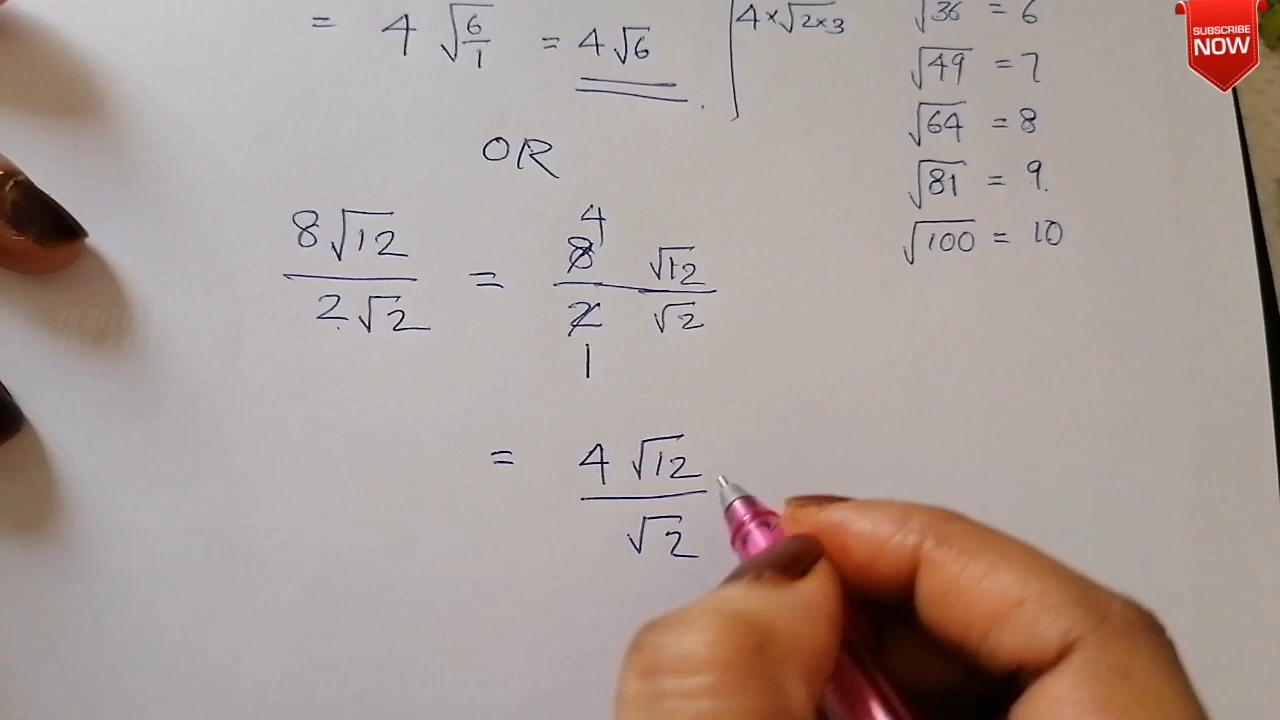 = 4 √6/1 = 4√6 . | 4×√2×3
√36 = 6
√49 = 7
√64 = 8
√81 = 9.
√100 = 10
OR
8√12 / 2√2 = 4 8 √12 / 2 √2 1
= 4 √12 / √2
SUBSCRIBE
NOW